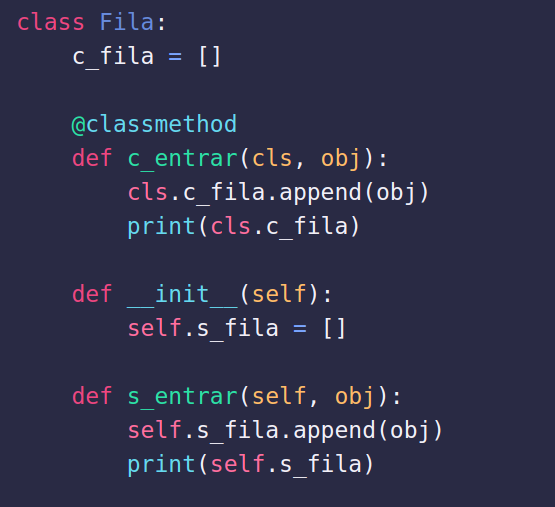 class Fila:
    c_fila = []

    @classmethod
    def c_entrar(cls, obj):
        cls.c_fila.append(obj)
        print(cls.c_fila)

    def __init__(self):
        self.s_fila = []

    def s_entrar(self, obj):
        self.s_fila.append(obj)
        print(self.s_fila)